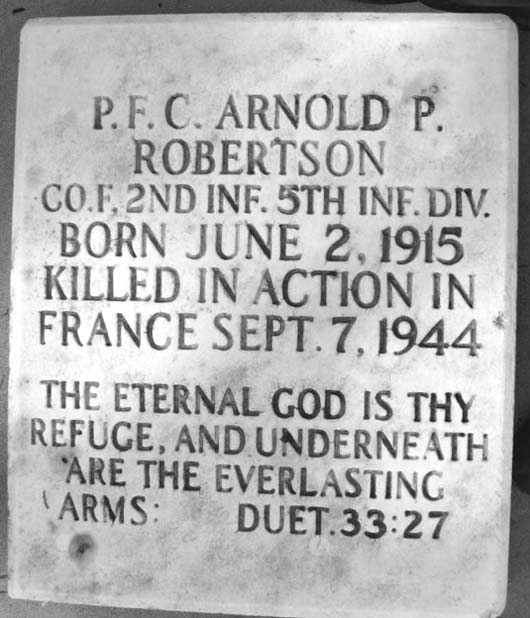 P.F.C. ARNOLD P.
ROBERTSON
CO.F, 2ND INF. 5TH INF. DIV.
BORN JUNE 2, 1915
KILLED IN ACTION IN
FRANCE SEPT. 7, 1944
THE ETERNAL GOD IS THY
REFUGE, AND UNDERNEATH
"ARE THE EVERLASTING
ARMS: DUET. 33:27